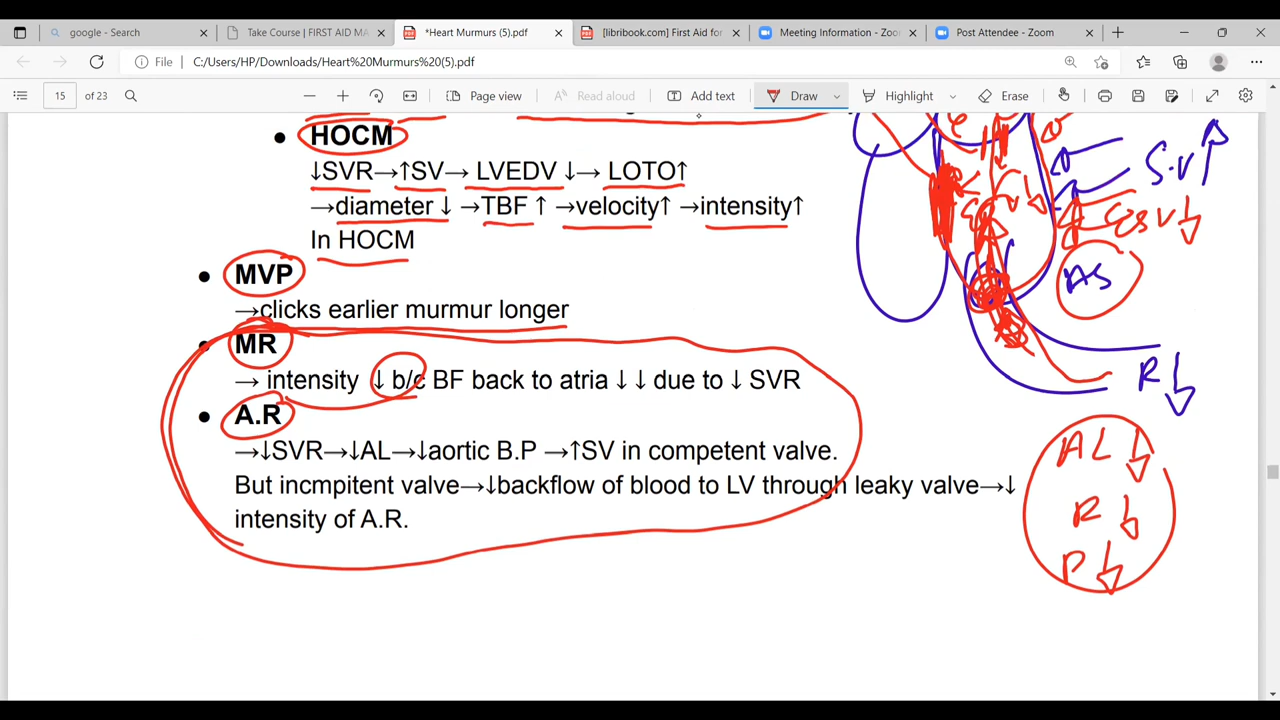 google - Search
Take Course | FIRST AID MA
*Heart Murmurs (5).pdf
[libribook.com] First Aid for
Meeting Information - Zoo
Post Attendee - Zoom
File
C:/Users/HP/Downloads/Heart%20Murmurs%20(5).pdf
15 of 23
Page view
Read aloud
Add text
Draw
Highlight
Erase
● HOCM
↓SVR→↑SV→ LVEDV ↓→ LOTO↑
→diameter ↓ →TBF ↑ →velocity↑ →intensity↑
In HOCM
● MVP
→clicks earlier murmur longer
● MR
→ intensity ↓ b/c BF back to atria ↓ ↓ due to ↓ SVR
● A.R
→↓SVR→↓AL→↓aortic B.P →↑SV in competent valve.
But incmpitent valve→↓backflow of blood to LV through leaky valve→↓
intensity of A.R.
S.V ↑
ESV ↓
AS
R ↓
AL ↓
R ↓
P ↓